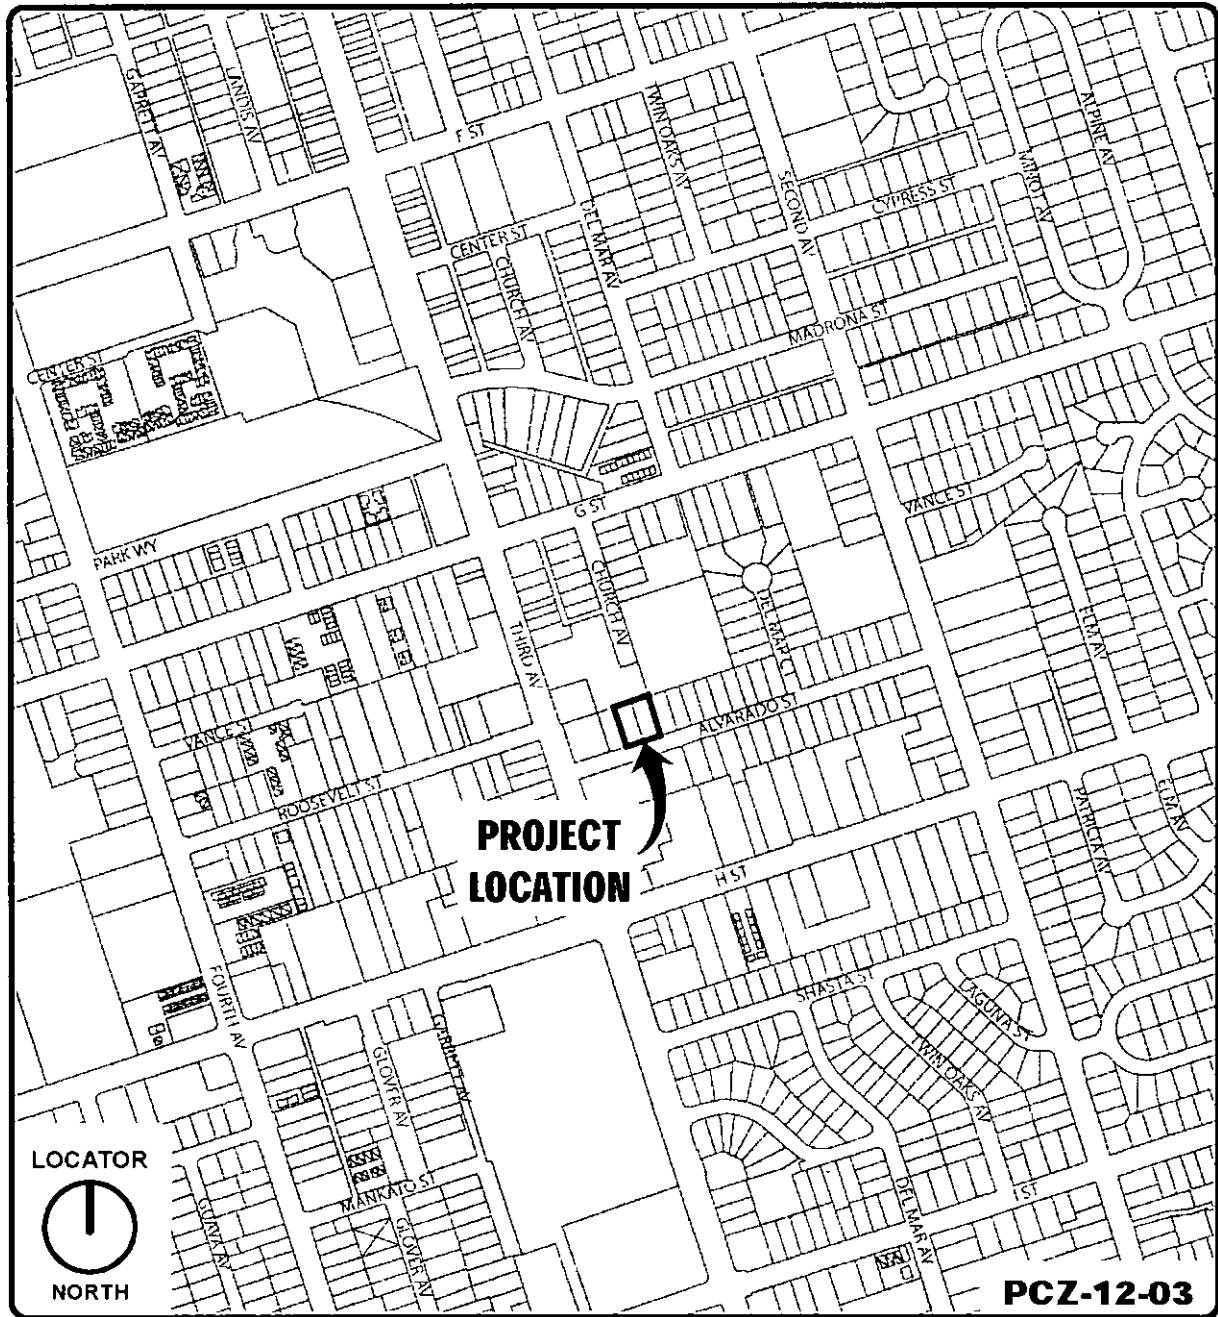 GARRETT AV
LANDIS AV
F ST
TWIN OAKS AV
ALPINE AV
MINOT AV
SECOND AV
CYPRESS ST
DEL MAR AV
CENTER ST
CHURCH AV
MADRONA ST
CENTER ST
VANCE ST
G ST
PARK WY
CHURCH AV
DEL MAR CT
ELM AV
THIRD AV
ALVARADO ST
VANCE ST
ROOSEVELT ST
PROJECT
LOCATION
PATRICIA AV
ELM AV
H ST
FOURTH AV
SHASTA ST
LAGUNA ST
GARRETT AV
GLOVER AV
TWIN OAKS AV
LOCATOR
NORTH
MANKATO ST
GUAVA AV
GLOVER AV
DEL MAR AV
I ST
PCZ-12-03